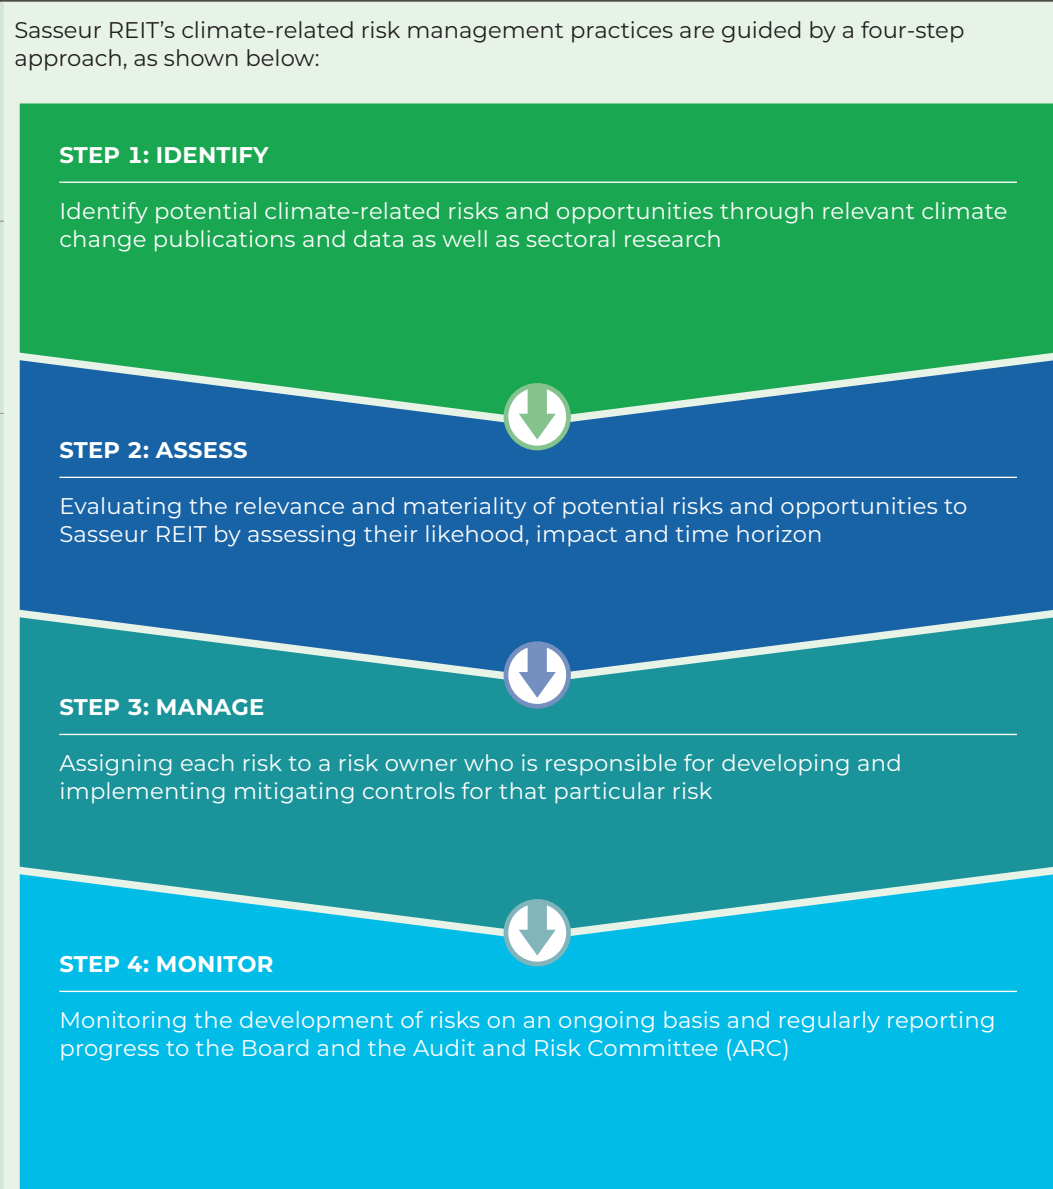 Sasseur REIT’s climate-related risk management practices are guided by a four-step
approach, as shown below:
STEP 1: IDENTIFY
Identify potential climate-related risks and opportunities through relevant climate
change publications and data as well as sectoral research
STEP 2: ASSESS
Evaluating the relevance and materiality of potential risks and opportunities to
Sasseur REIT by assessing their likehood, impact and time horizon
STEP 3: MANAGE
Assigning each risk to a risk owner who is responsible for developing and
implementing mitigating controls for that particular risk
STEP 4: MONITOR
Monitoring the development of risks on an ongoing basis and regularly reporting
progress to the Board and the Audit and Risk Committee (ARC)